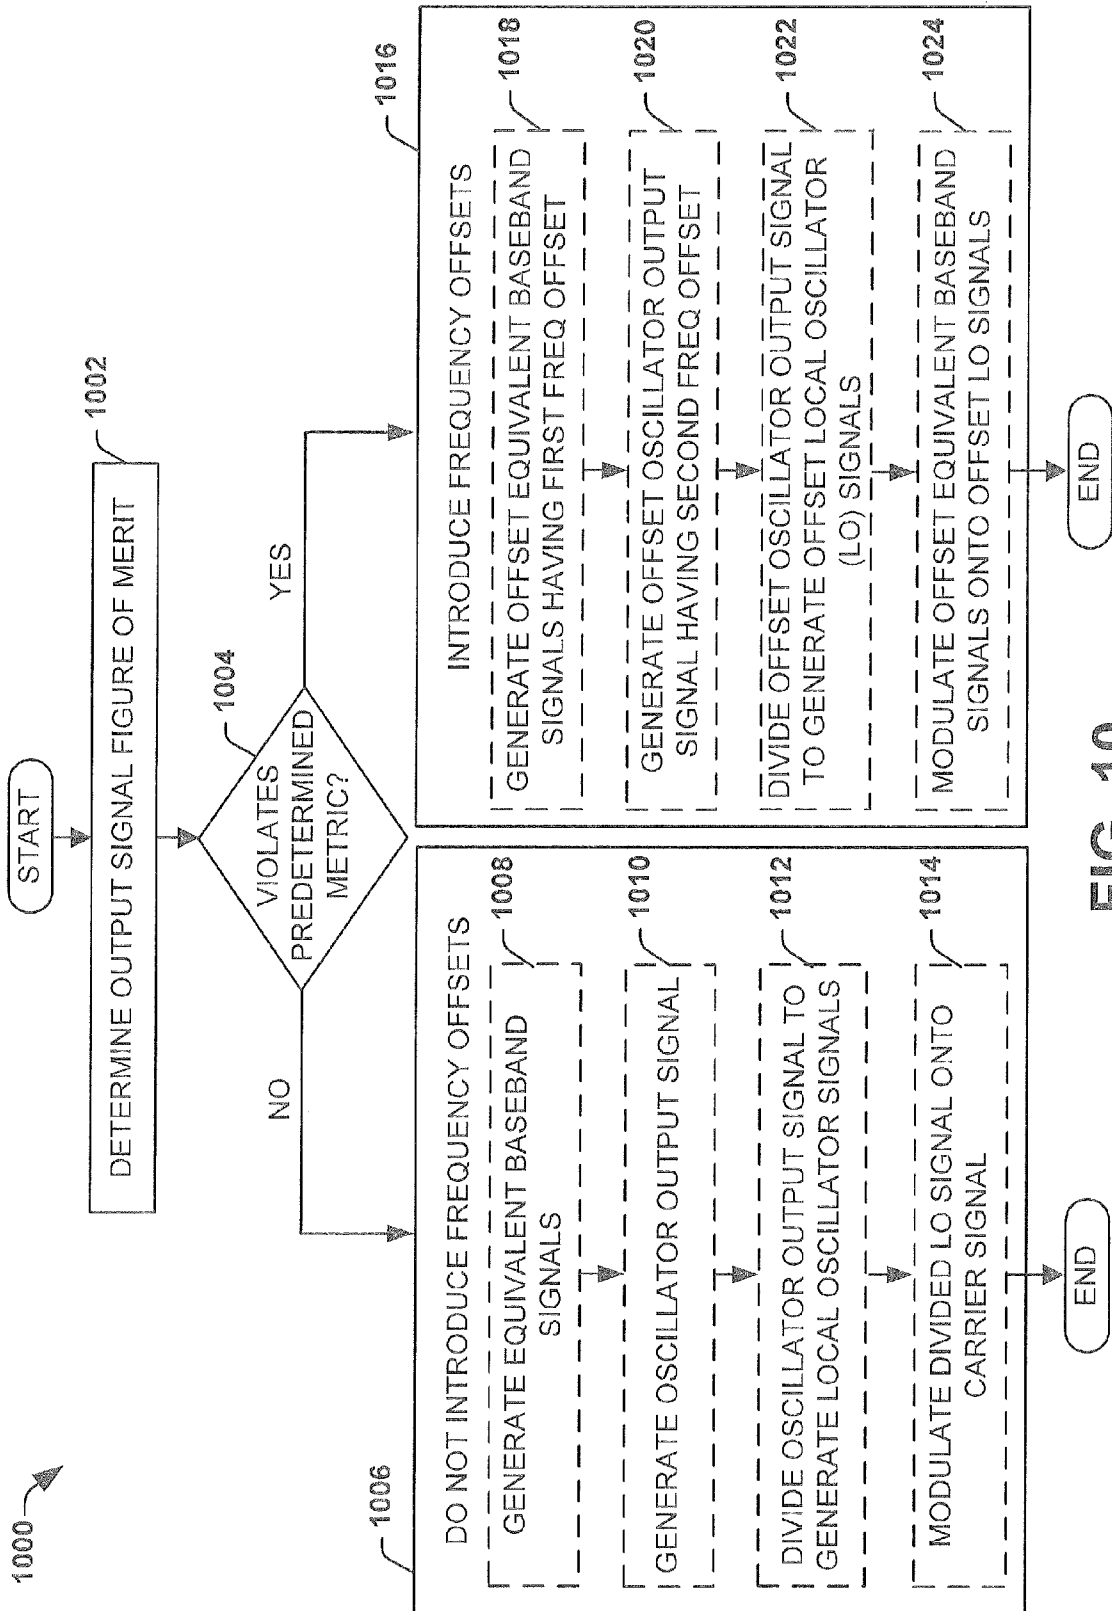 1000
START
DETERMINE OUTPUT SIGNAL FIGURE OF MERIT
1002
VIOLATES
PREDETERMINED
METRIC?
1004
NO
YES
1006
DO NOT INTRODUCE FREQUENCY OFFSETS
GENERATE EQUIVALENT BASEBAND
SIGNALS
1008
GENERATE OSCILLATOR OUTPUT SIGNAL
1010
DIVIDE OSCILLATOR OUTPUT SIGNAL TO
GENERATE LOCAL OSCILLATOR SIGNALS
1012
MODULATE DIVIDED LO SIGNAL ONTO
CARRIER SIGNAL
1014
END
1016
INTRODUCE FREQUENCY OFFSETS
GENERATE OFFSET EQUIVALENT BASEBAND
SIGNALS HAVING FIRST FREQ OFFSET
1018
GENERATE OFFSET OSCILLATOR OUTPUT
SIGNAL HAVING SECOND FREQ OFFSET
1020
DIVIDE OFFSET OSCILLATOR OUTPUT SIGNAL
TO GENERATE OFFSET LOCAL OSCILLATOR
(LO) SIGNALS
1022
MODULATE OFFSET EQUIVALENT BASEBAND
SIGNALS ONTO OFFSET LO SIGNALS
1024
END
FIG. 10